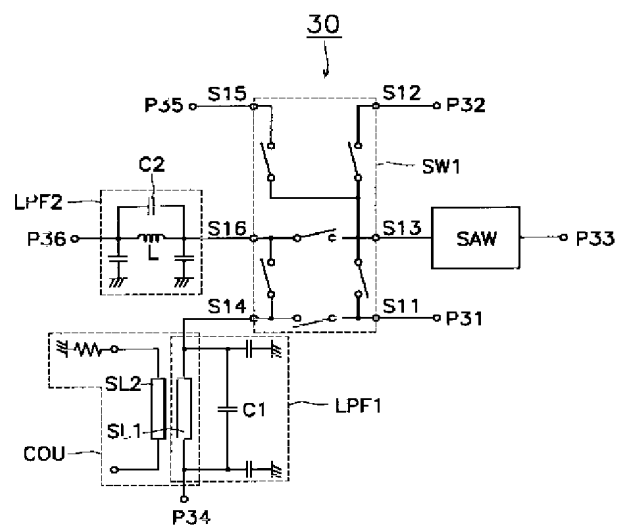 30
S15
S12
P35
P32
C2
SW1
LPF2
P36
L
S16
S13
SAW
P33
S14
S11
P31
SL2
SL1
C1
LPF1
COU
P34